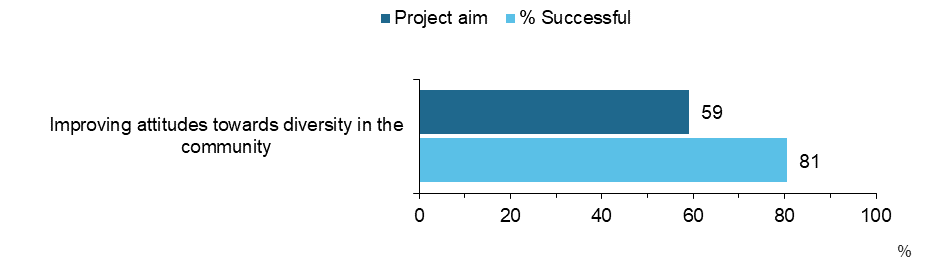 Project aim % Successful
Improving attitudes towards diversity in the
community
59
81
0 20 40 60 80 100
%